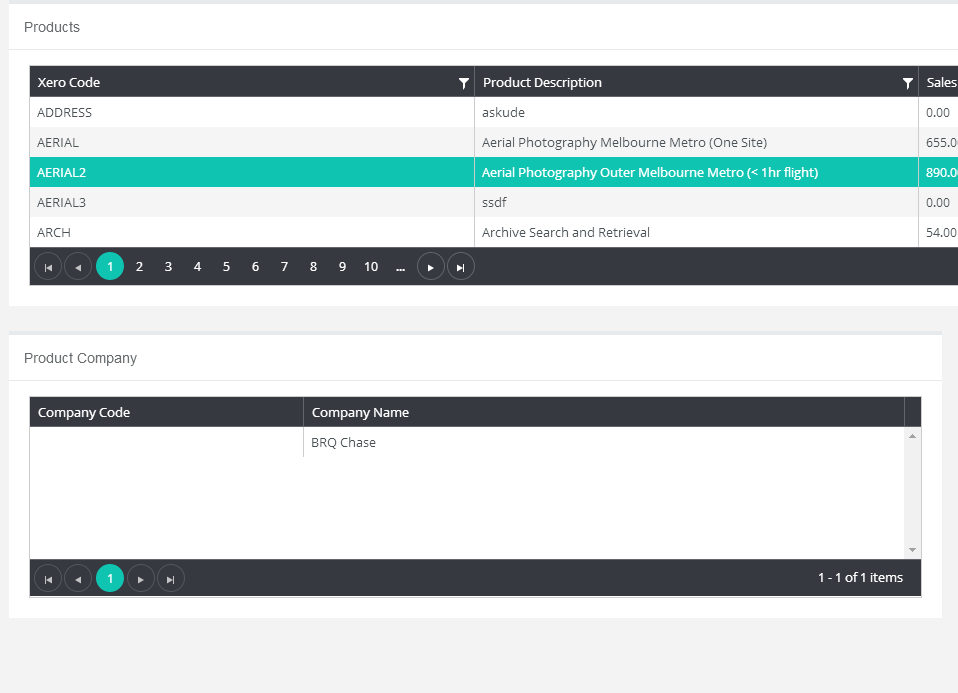 Products
Xero Code Product Description Sales
ADDRESS askude 0.00
AERIAL Aerial Photography Melbourne Metro (One Site) 655.0
AERIAL2 Aerial Photography Outer Melbourne Metro (< 1hr flight) 890.0
AERIAL3 ssdf 0.00
ARCH Archive Search and Retrieval 54.00
1 2 3 4 5 6 7 8 9 10 ...
Product Company
Company Code Company Name
BRQ Chase
1 1 - 1 of 1 items